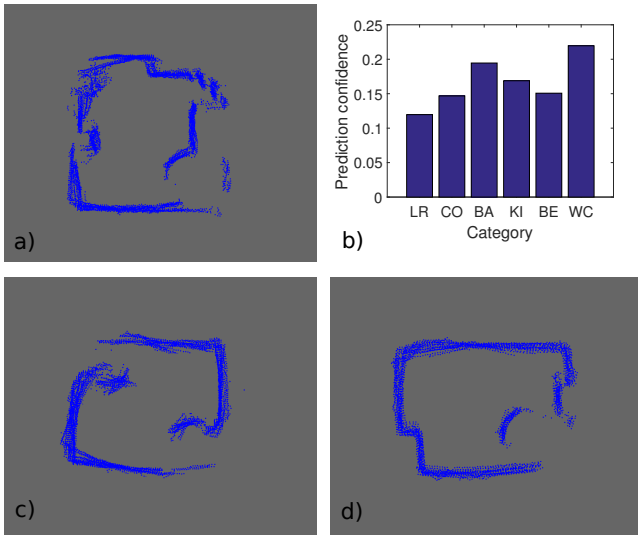 a)
0.25
0.2
0.15
0.1
0.05
0
Prediction confidence
LR CO BA KI BE WC
Category
b)
c)
d)